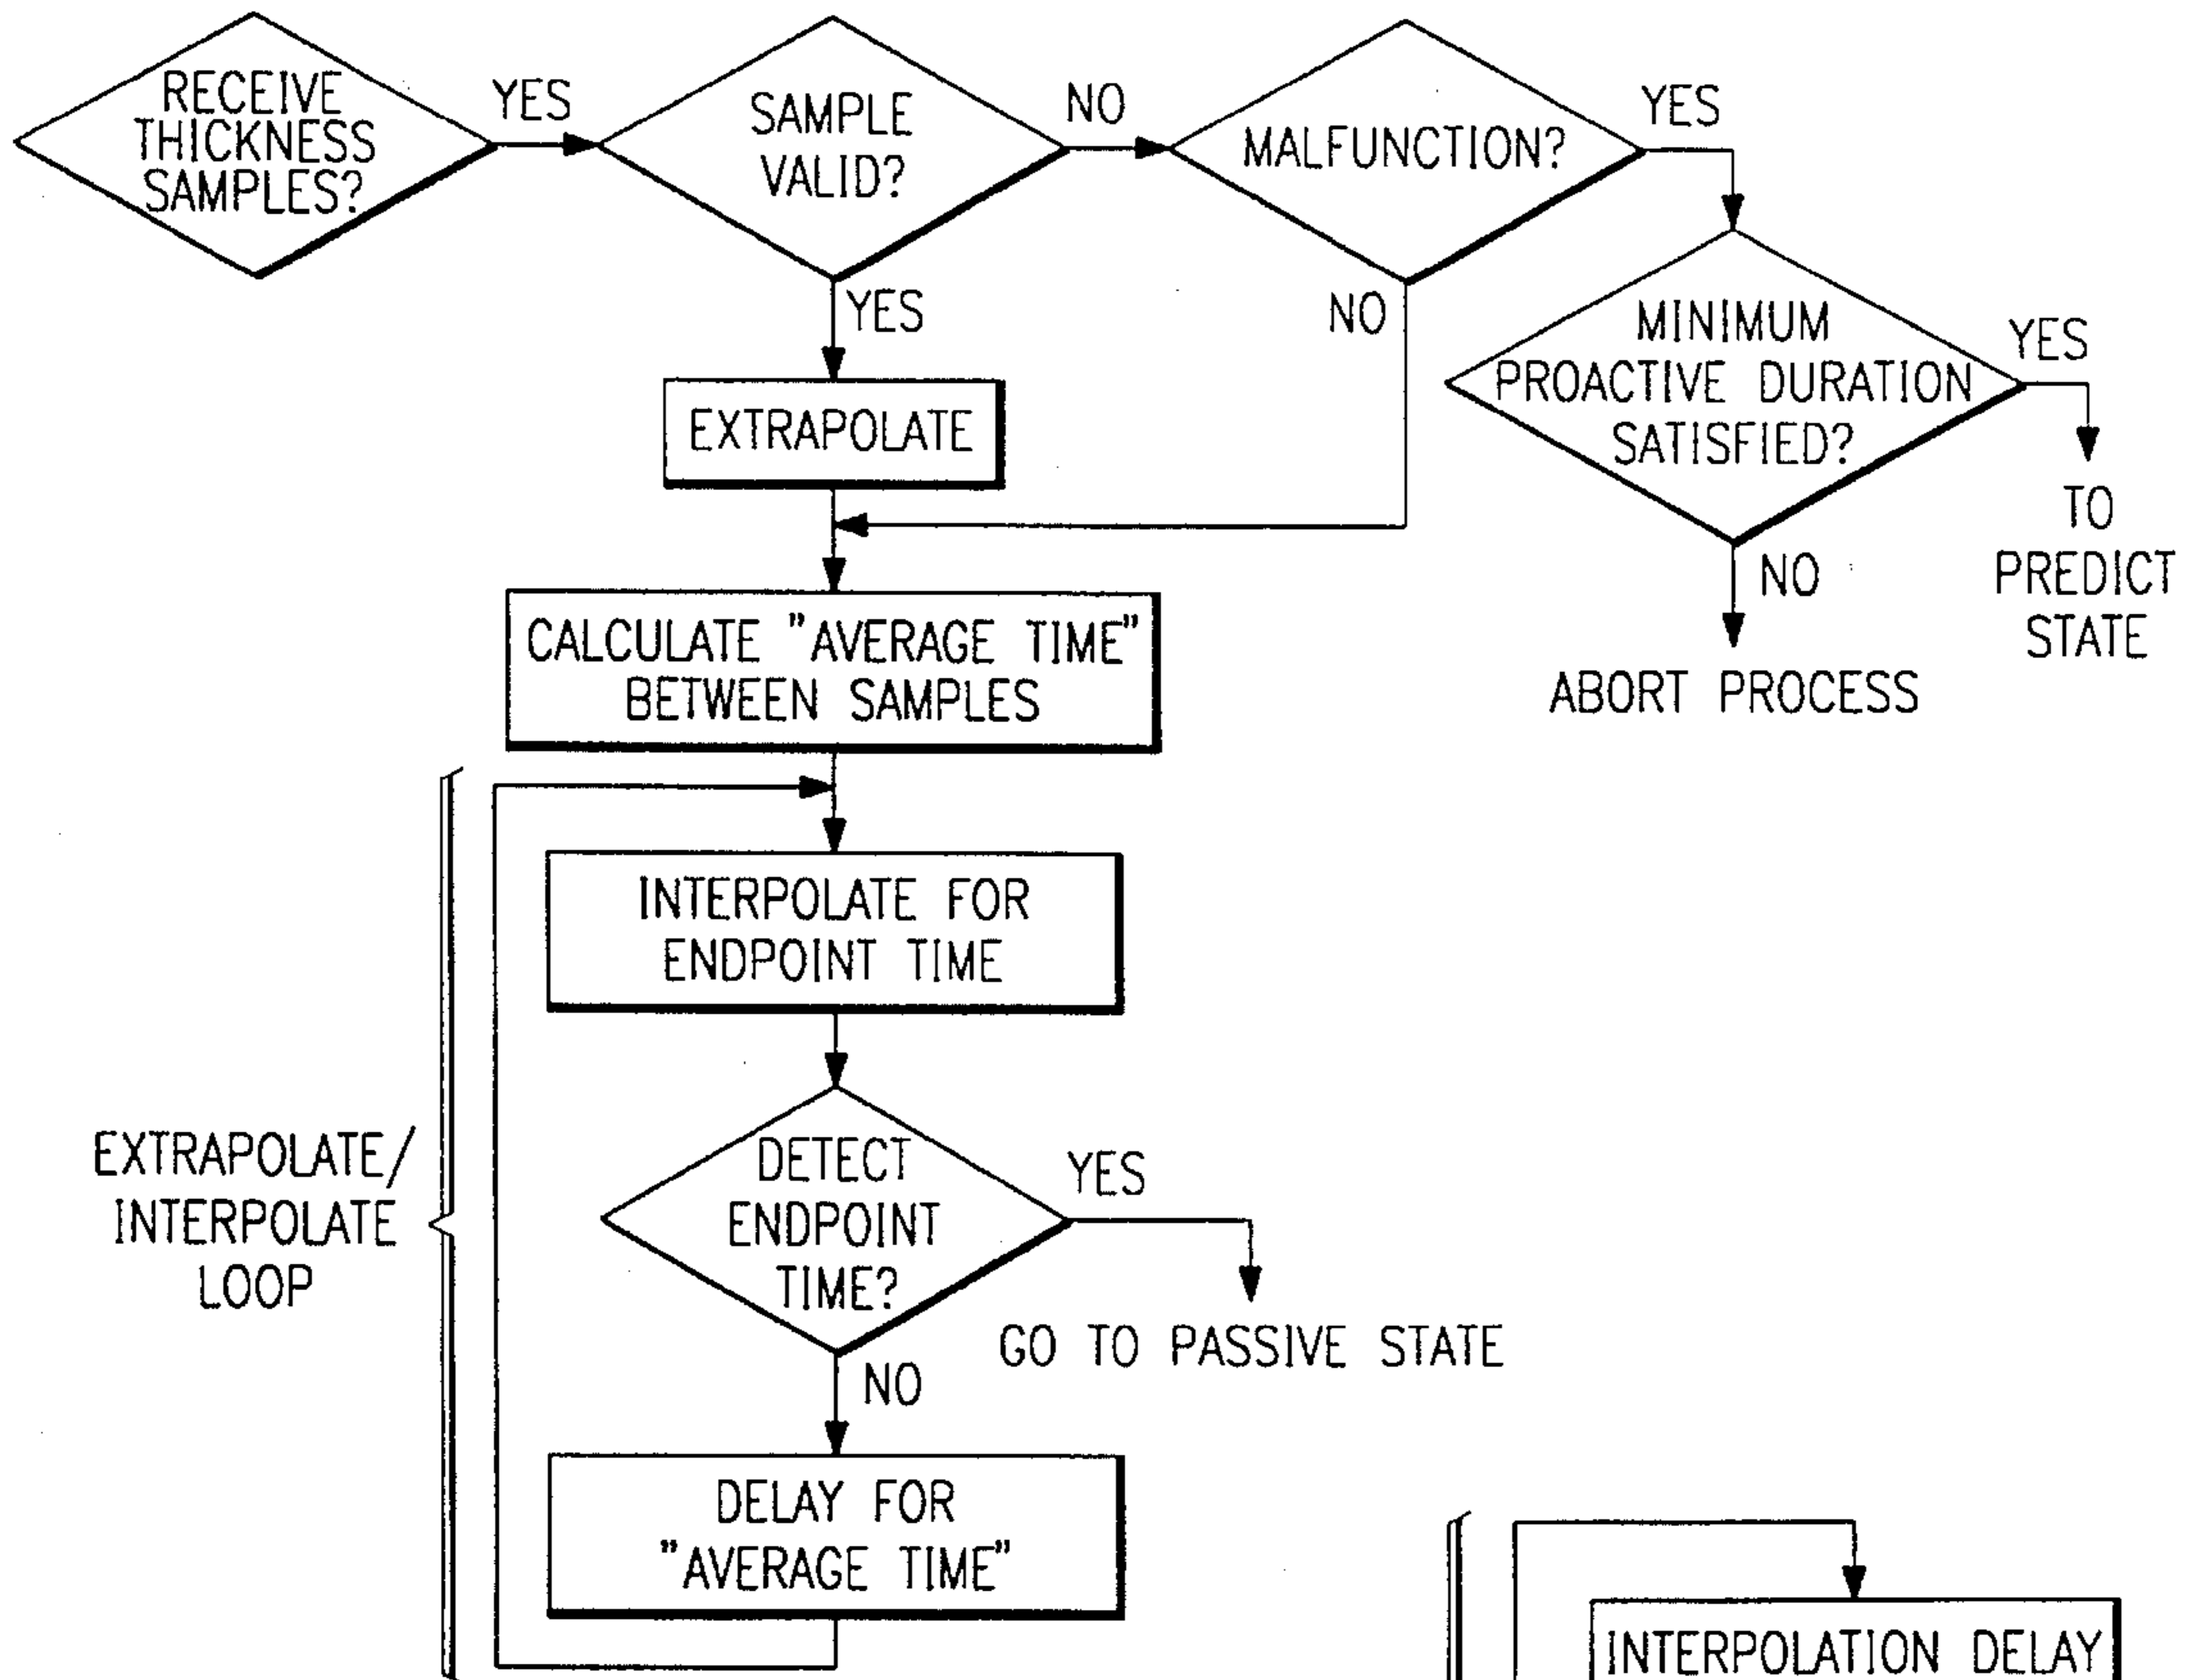 RECEIVE
THICKNESS
SAMPLES?
YES
SAMPLE
VALID?
NO
MALFUNCTION?
YES
YES
NO
MINIMUM
PROACTIVE DURATION
SATISFIED?
YES
EXTRAPOLATE
TO
PREDICT
STATE
NO
ABORT PROCESS
CALCULATE "AVERAGE TIME"
BETWEEN SAMPLES
INTERPOLATE FOR
ENDPOINT TIME
EXTRAPOLATE/
INTERPOLATE
LOOP
DETECT
ENDPOINT
TIME?
YES
GO TO PASSIVE STATE
NO
DELAY FOR
"AVERAGE TIME"
INTERPOLATION DELAY